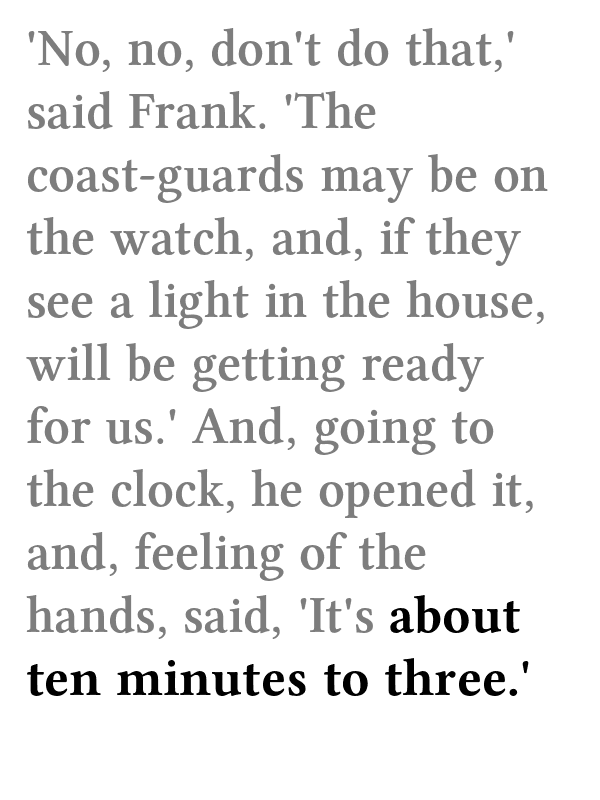 'No, no, don't do that,'
said Frank. 'The
coast-guards may be on
the watch, and, if they
see a light in the house,
will be getting ready
for us.' And, going to
the clock, he opened it,
and, feeling of the
hands, said, 'It's about
ten minutes to three.'